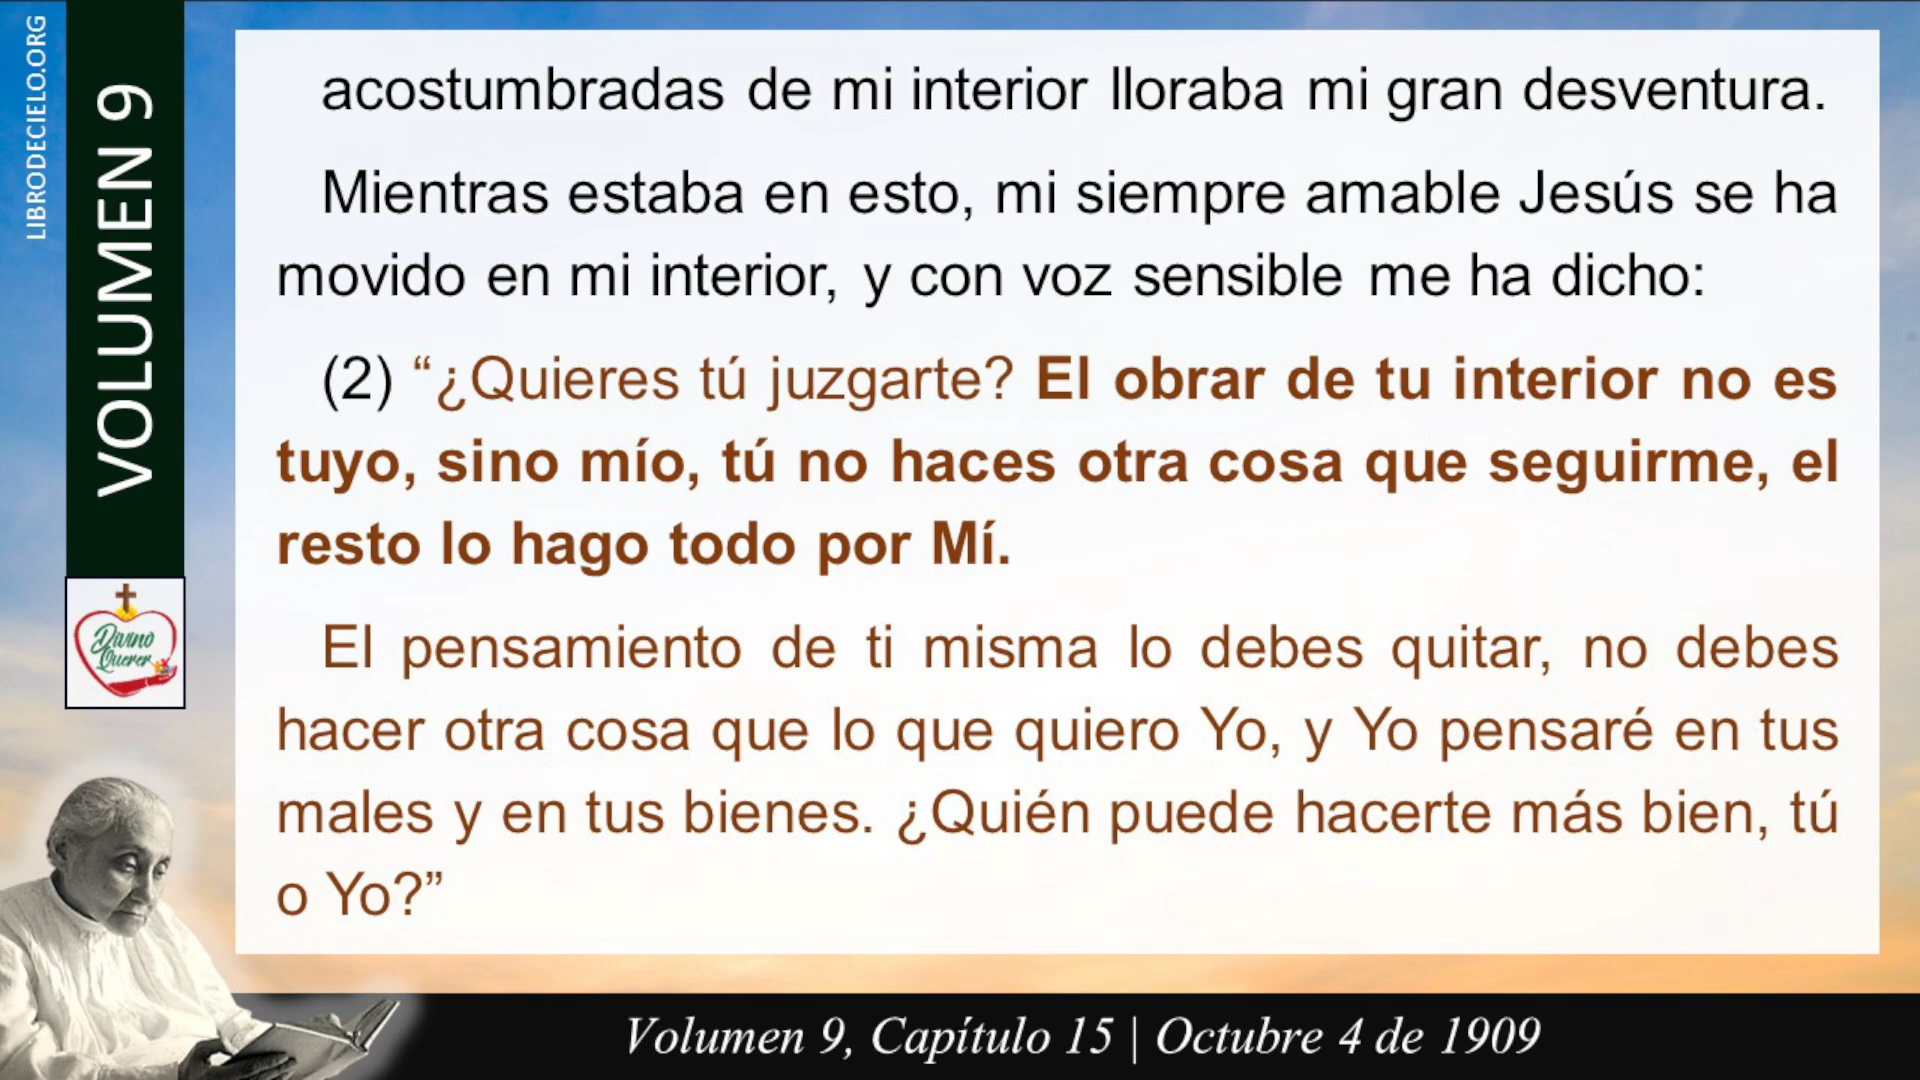 LIBRODECIELO.ORG
VOLUMEN 9
Divino
Querer
acostumbradas de mi interior lloraba mi gran desventura.
Mientras estaba en esto, mi siempre amable Jesús se ha
movido en mi interior, y con voz sensible me ha dicho:
(2) “¿Quieres tú juzgarte? El obrar de tu interior no es
tuyo, sino mío, tú no haces otra cosa que seguirme, el
resto lo hago todo por Mí.
El pensamiento de ti misma lo debes quitar, no debes
hacer otra cosa que lo que quiero Yo, y Yo pensaré en tus
males y en tus bienes. ¿Quién puede hacerte más bien, tú
o Yo?”
Volumen 9, Capítulo 15 | Octubre 4 de 1909